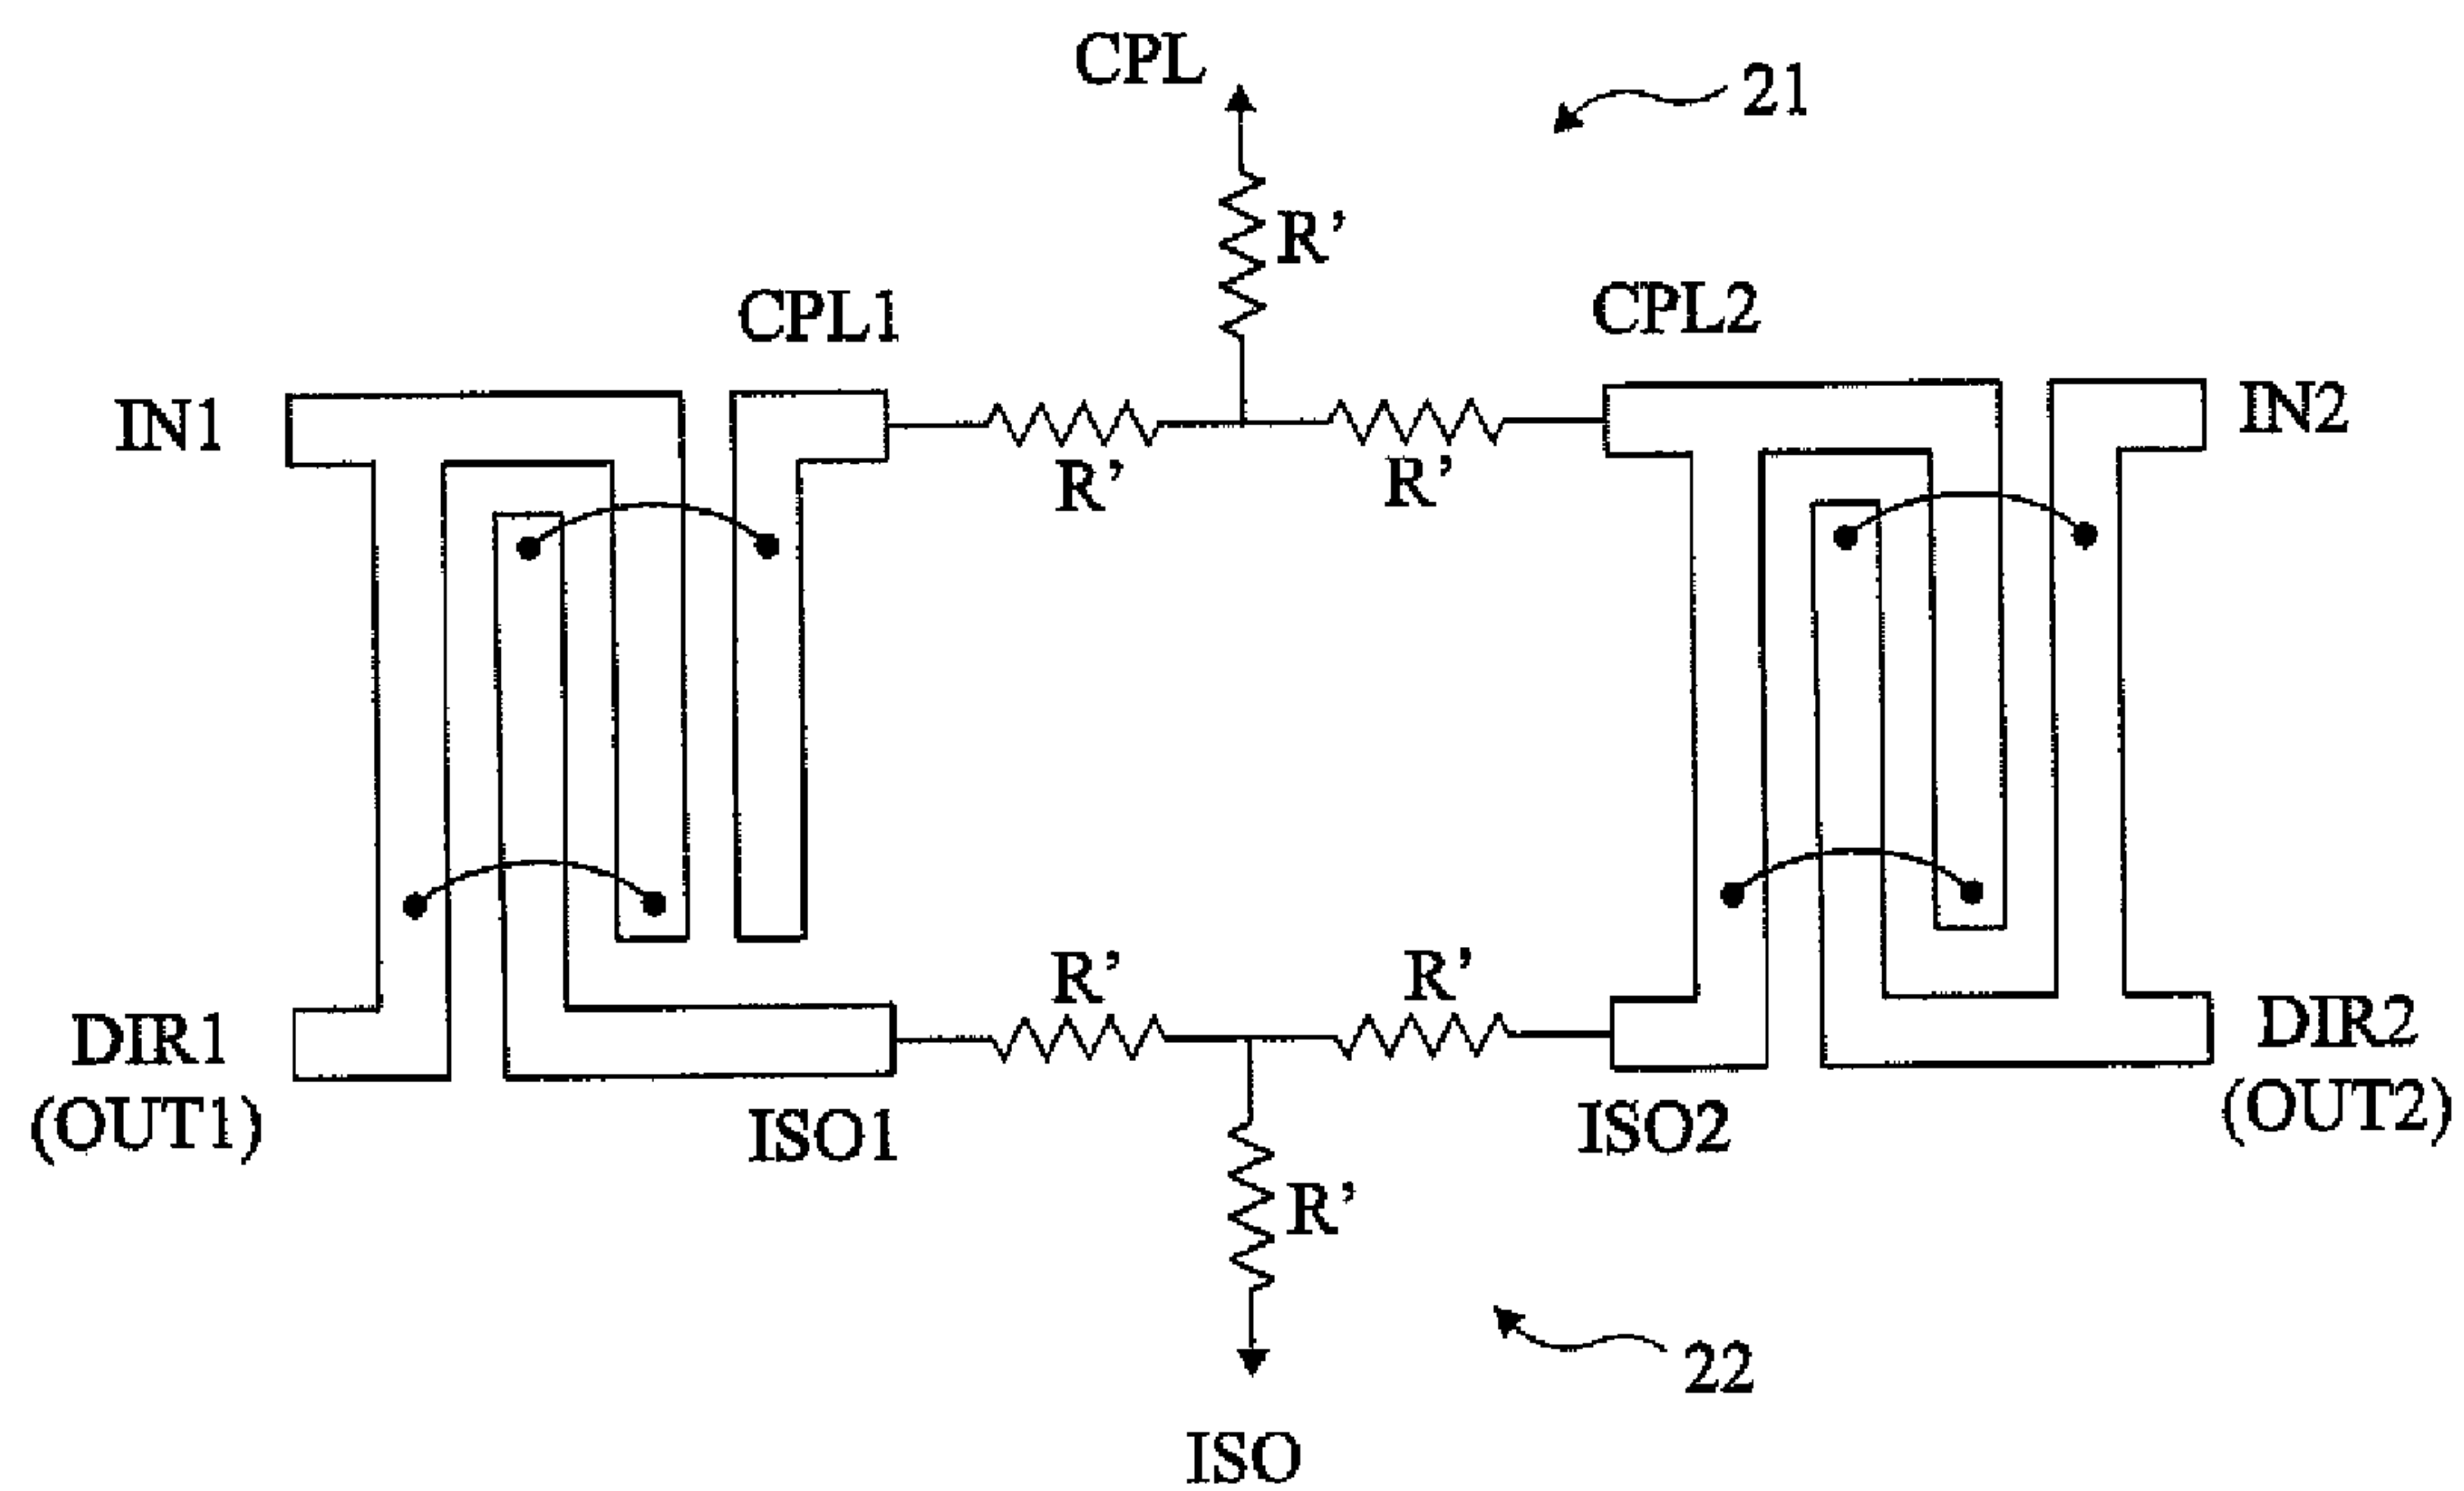 CPL
21
R’
CPL1
CPL2
IN1
IN2
R’
R’
R’
R’
DIR1
(OUT1)
DIR2
(OUT2)
ISO1
ISO2
R’
22
ISO